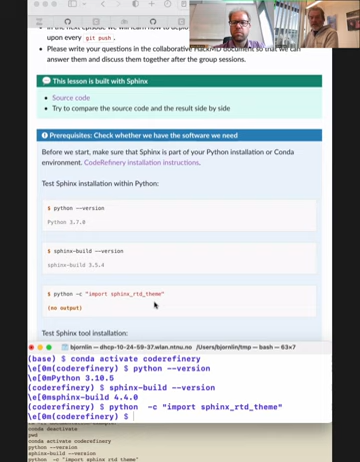 upon every git push.
Please write your questions in the collaborative HackMD document so that we can
answer them and discuss them together after the group sessions.
This lesson is built with Sphinx
Source code
Try to compare the source code and the result side by side
Prerequisites: Check whether we have the software we need
Before we start, make sure that Sphinx is part of your Python installation or Conda
environment. CodeRefinery installation instructions.
Test Sphinx installation within Python:
$ python --version
Python 3.7.0
$ sphinx-build --version
sphinx-build 3.5.4
$ python -c "import sphinx_rtd_theme"
(no output)
Test Sphinx tool installation:
bjornlin — dhcp-10-24-59-37.wlan.ntnu.no /Users/bjornlin/tmp — bash — 63×7
(base) $ conda activate coderefinery
\e[0m(coderefinery) $ python --version
\e[0mPython 3.10.5
(coderefinery) $ sphinx-build --version
\e[0msphinx-build 4.4.0
(coderefinery) $ python -c "import sphinx_rtd_theme"
\e[0m(coderefinery) $
conda deactivate
pwd
conda activate coderefinery
python --version
sphinx-build --version
python -c "import sphinx_rtd_theme"